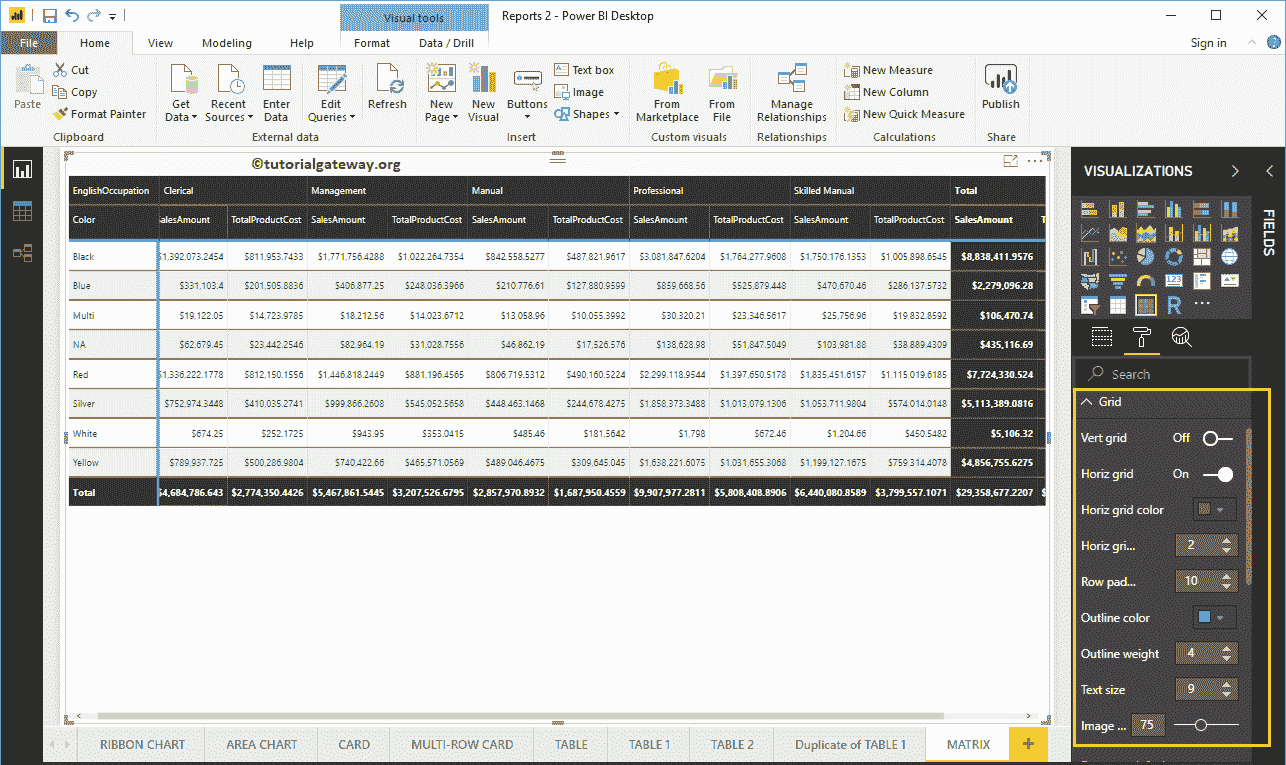 Visual tools
Reports 2 - Power BI Desktop
File Home View Modeling Help Format Data / Drill Sign in
Paste
Cut
Copy
Format Painter
Clipboard
Get Data
Recent Sources
Enter Data
Edit Queries
Refresh
External data
New Page
New Visual
Buttons
Text box
Image
Shapes
Insert
From Marketplace
From File
Custom visuals
Manage Relationships
Relationships
New Measure
New Column
New Quick Measure
Calculations
Publish
Share
©tutorialgateway.org
EnglishOccupation Clerical Management Manual Professional Skilled Manual Total
Color SalesAmount TotalProductCost SalesAmount TotalProductCost SalesAmount TotalProductCost SalesAmount TotalProductCost SalesAmount TotalProductCost SalesAmount
Black $1,392,073.2454 $811,953.7433 $1,771,756.4288 $1,022,264.7354 $842,558.5277 $487,821.9617 $3,081,847.6204 $1,764,277.9608 $1,750,176.1353 $1,005,898.6545 $8,838,411.9576
Blue $331,103.4 $201,505.8836 $406,877.23 $248,036.3966 $210,776.61 $127,880.9599 $859,668.58 $525,879.448 $470,670.46 $286,137.5732 $2,279,096.28
Multi $19,122.05 $14,723.9785 $18,212.57 $14,023.6712 $13,058.96 $10,055.3992 $30,320.21 $23,346.5617 $25,756.96 $19,832.8592 $106,470.74
NA $62,679.45 $23,442.2546 $82,964.19 $31,028.7556 $46,862.19 $17,526.576 $138,628.98 $51,847.5049 $103,981.88 $38,889.4309 $435,116.69
Red $1,336,222.1778 $812,150.1556 $1,446,818.2449 $881,196.4565 $806,719.5312 $490,160.5224 $2,299,118.9544 $1,397,650.5178 $1,835,451.6157 $1,115,019.6185 $7,724,330.524
Silver $752,974.3448 $410,035.2741 $999,866.2608 $545,052.5658 $448,463.1468 $244,678.4275 $1,858,373.3488 $1,013,079.1306 $1,053,711.9804 $574,014.0148 $5,113,389.0816
White $674.25 $252.1725 $943.95 $353.0415 $485.46 $181.5642 $1,798 $672.46 $1,204.66 $450.5482 $5,106.32
Yellow $789,937.725 $500,286.9804 $740,422.66 $465,571.0569 $489,046.4675 $309,645.045 $1,638,221.6075 $1,031,655.3068 $1,199,127.1675 $759,314.4078 $4,856,755.6275
Total $4,684,786.643 $2,774,350.4426 $5,467,861.5445 $3,207,526.6795 $2,857,970.8932 $1,687,950.4559 $9,907,977.2811 $5,808,408.8906 $6,440,080.8589 $3,799,557.1071 $29,358,677.2207
VISUALIZATIONS
FIELDS
123
R
Search
Grid
Vert grid Off
Horiz grid On
Horiz grid color
Horiz gri... 2
Row pad... 10
Outline color
Outline weight 4
Text size 9
Image ... 75
RIBBON CHART AREA CHART CARD MULTI-ROW CARD TABLE TABLE 1 TABLE 2 Duplicate of TABLE 1 MATRIX +